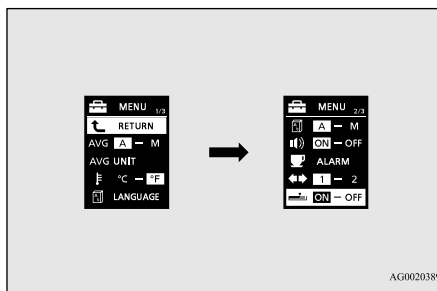 MENU 1/3
RETURN
AVG A – M
AVG UNIT
°C – °F
LANGUAGE
MENU 2/3
A – M
ON – OFF
ALARM
1 – 2
ON – OFF
AG0020389